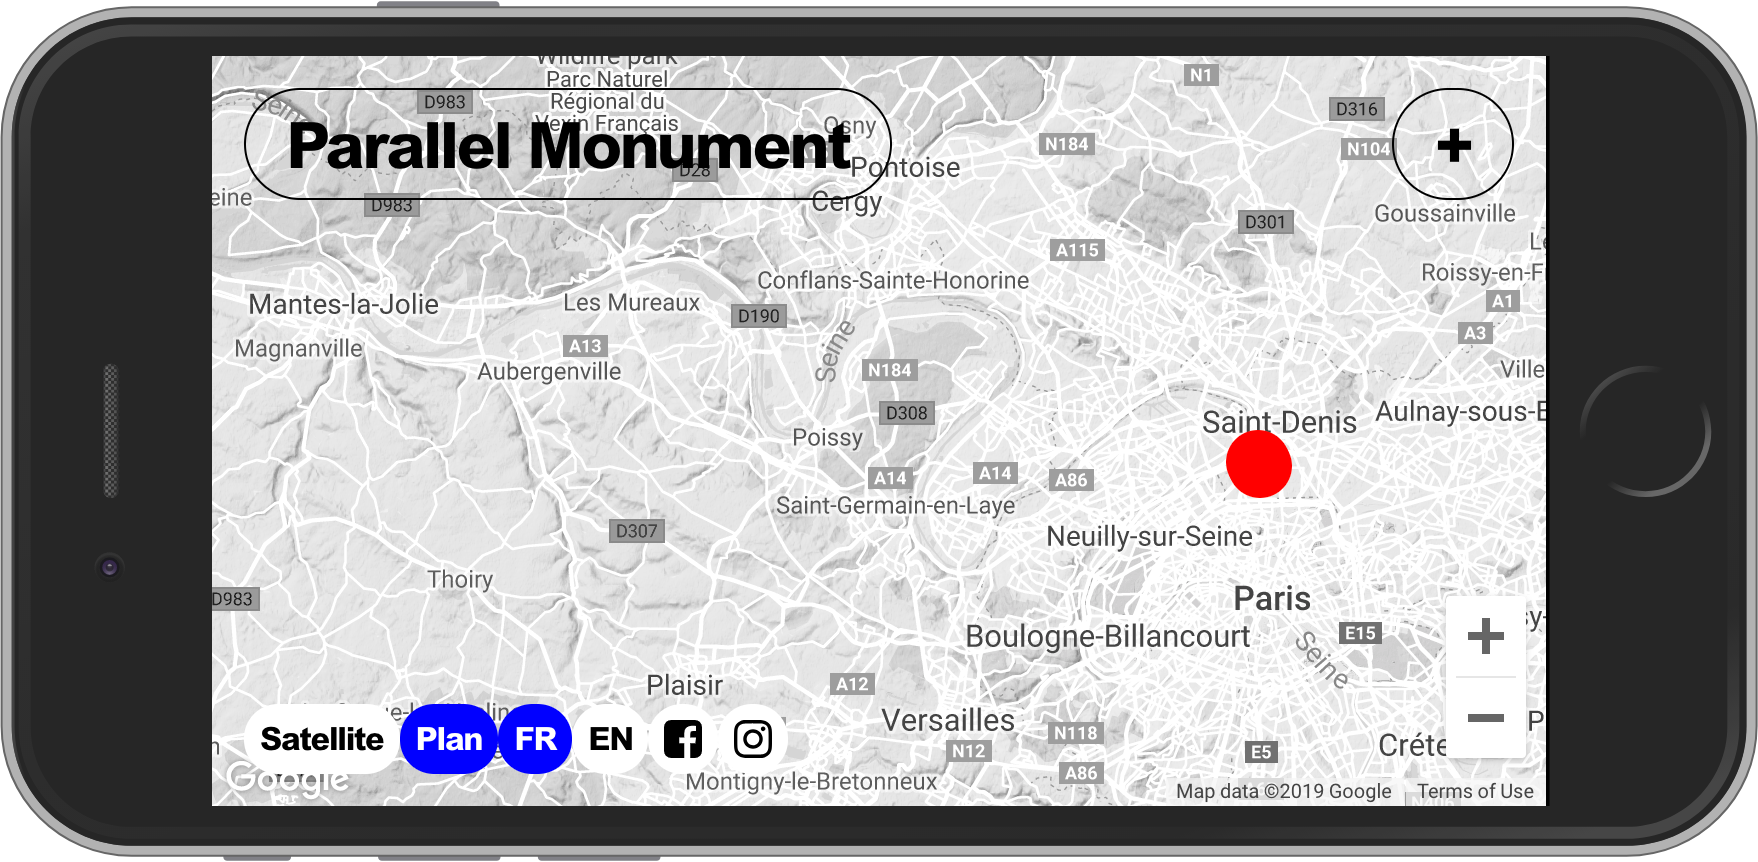 Wildlife park
Parc Naturel
Régional du
Vexin Français
N1
D983
Seine
D316
Osny
Parallel Monument
+
N184
N104
Pontoise
D28
eine
D983
Cergy
Goussainville
D301
A115
Roissy-en-F
Conflans-Sainte-Honorine
Mantes-la-Jolie
Les Mureaux
A1
D190
A3
Seine
Magnanville
A13
Aubergenville
N184
Ville
D308
Saint-Denis
Aulnay-sous-B
Poissy
A14
A14
A86
Saint-Germain-en-Laye
D307
Neuilly-sur-Seine
Thoiry
D983
Paris
Boulogne-Billancourt
E15
+
Seine
sy-
Plaisir
A12
−
Versailles
P
Satellite
Plan
FR
EN
N118
Créte
N12
E5
Google
Montigny-le-Bretonneux
A86
Map data ©2019 Google
Terms of Use